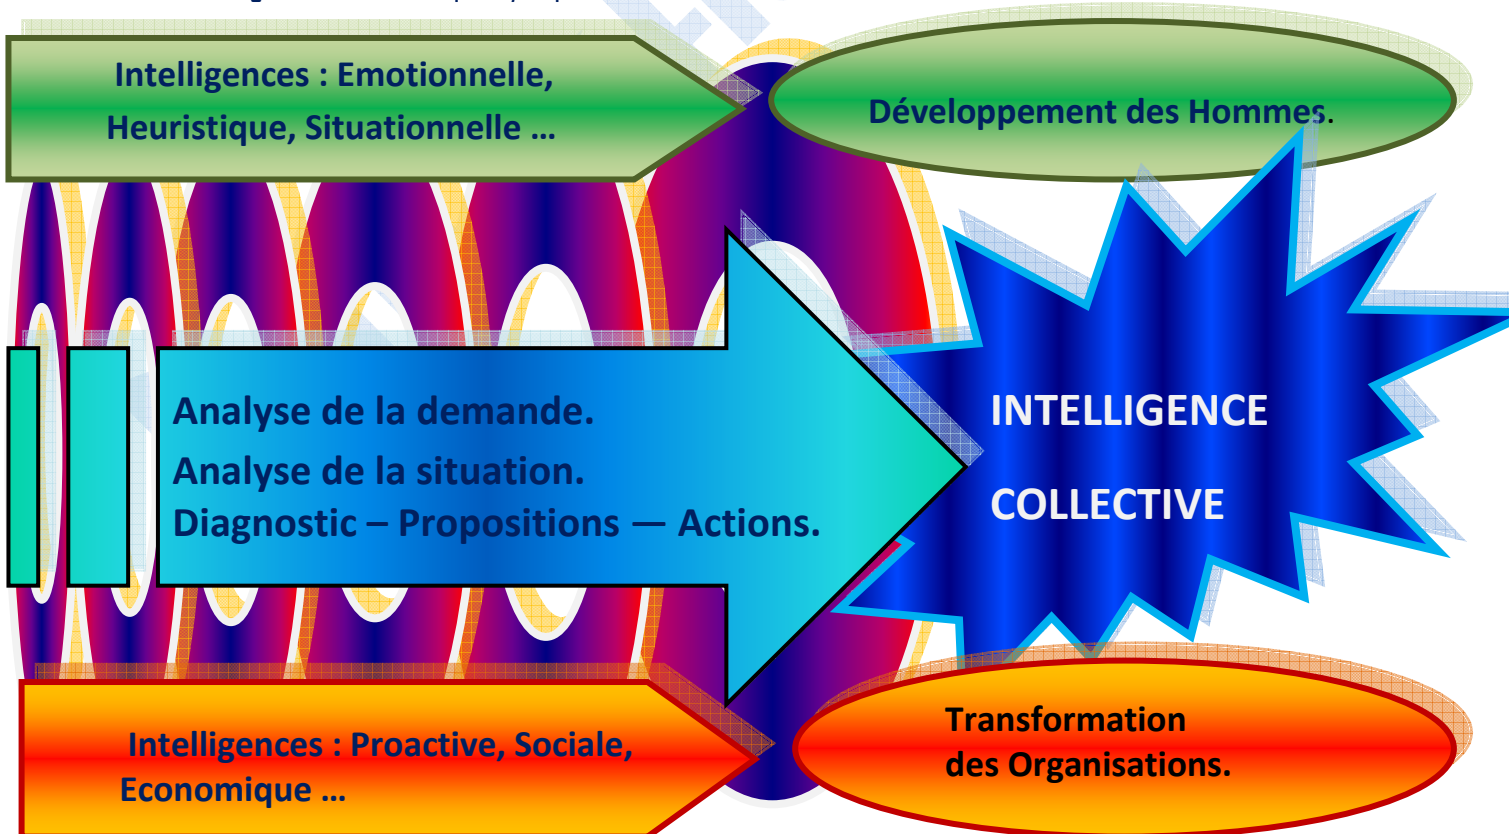 Intelligences : Emotionnelle,
Heuristique, Situationnelle …
Développement des Hommes.
Analyse de la demande.
Analyse de la situation.
Diagnostic – Propositions — Actions.
INTELLIGENCE
COLLECTIVE
Intelligences : Proactive, Sociale,
Economique …
Transformation
des Organisations.